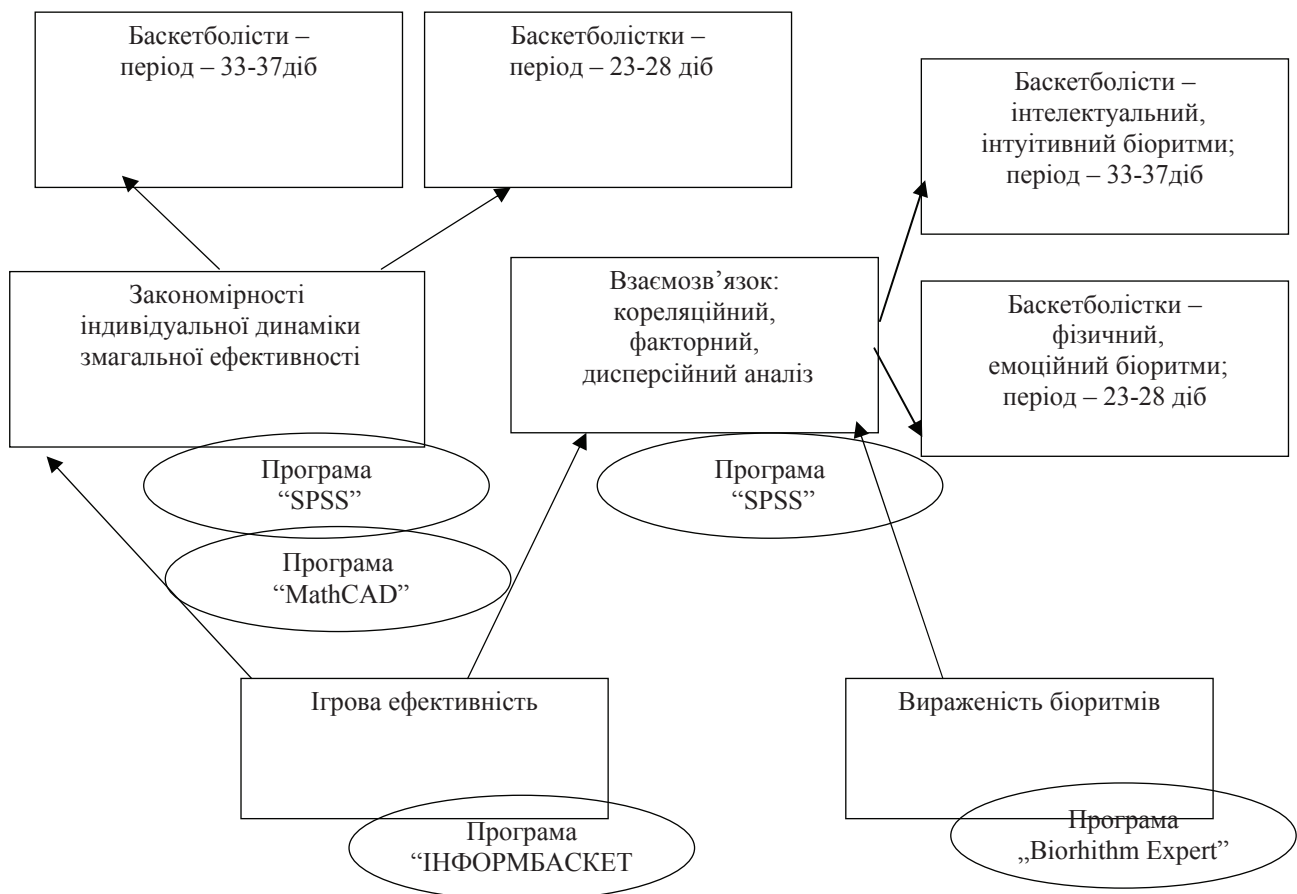 Баскетболісти –
період – 33-37діб
Баскетболістки –
період – 23-28 діб
Баскетболісти –
інтелектуальний,
інтуітивний біоритми;
період – 33-37діб
Закономірності
індивідуальної динаміки
змагальної ефективності
Взаємозв’язок:
кореляційний,
факторний,
дисперсійний аналіз
Баскетболістки –
фізичний,
емоційний біоритми;
період – 23-28 діб
Програма
“SPSS”
Програма
“SPSS”
Програма
“MathCAD”
Ігрова ефективність
Вираженість біоритмів
Програма
“ІНФОРМБАСКЕТ
Програма
„Biorhithm Expert”